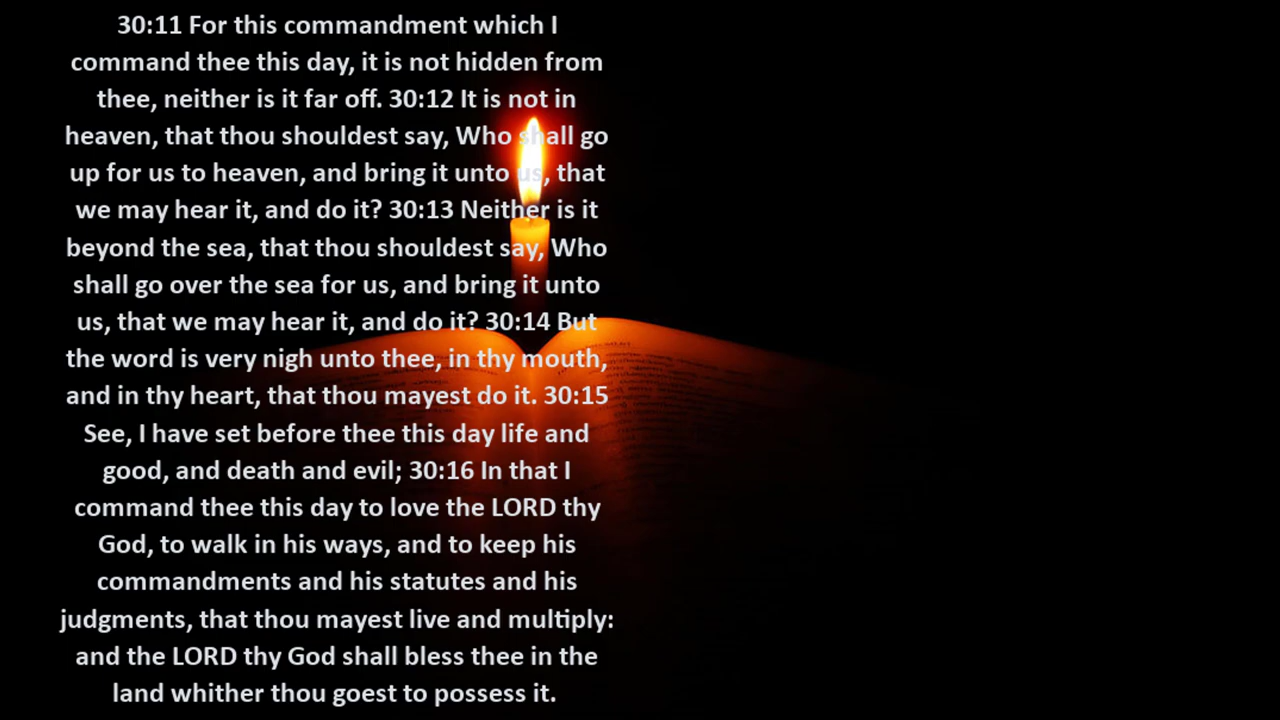 30:11 For this commandment which I
command thee this day, it is not hidden from
thee, neither is it far off. 30:12 It is not in
heaven, that thou shouldest say, Who shall go
up for us to heaven, and bring it unto us, that
we may hear it, and do it? 30:13 Neither is it
beyond the sea, that thou shouldest say, Who
shall go over the sea for us, and bring it unto
us, that we may hear it, and do it? 30:14 But
the word is very nigh unto thee, in thy mouth,
and in thy heart, that thou mayest do it. 30:15
See, I have set before thee this day life and
good, and death and evil; 30:16 In that I
command thee this day to love the LORD thy
God, to walk in his ways, and to keep his
commandments and his statutes and his
judgments, that thou mayest live and multiply:
and the LORD thy God shall bless thee in the
land whither thou goest to possess it.